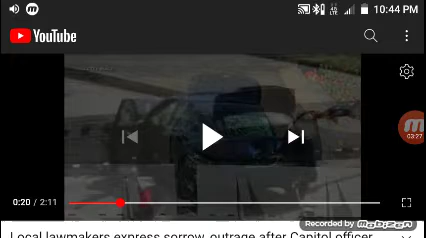 10:44 PM
YouTube
03:27
0:20 / 2:11
Recorded by mobizen
Local lawmakers express sorrow, outrage after Capitol officer